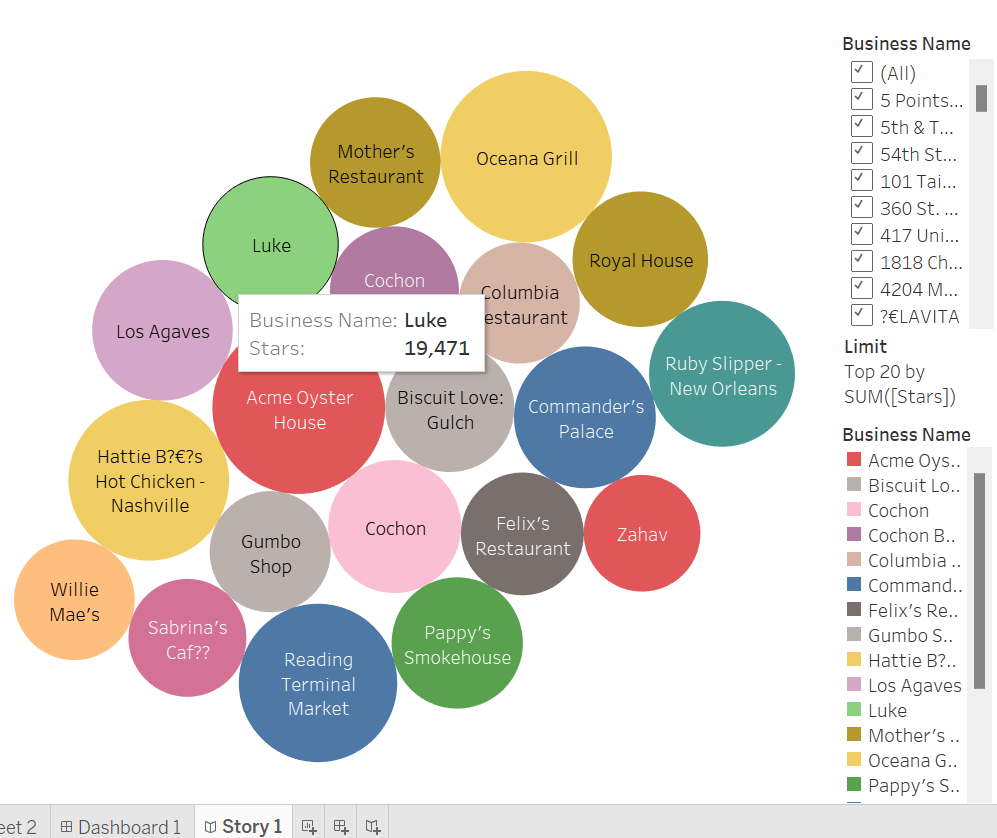 Mother's
Restaurant
Oceana Grill
Luke
Royal House
Cochon
Columbia
estaurant
Los Agaves
Business Name: Luke
Stars: 19,471
Ruby Slipper -
New Orleans
Acme Oyster
House
Biscuit Love:
Gulch
Commander's
Palace
Hattie B?€?s
Hot Chicken -
Nashville
Cochon
Felix's
Restaurant
Zahav
Gumbo
Shop
Willie
Mae's
Sabrina's
Caf??
Pappy's
Smokehouse
Reading
Terminal
Market
Business Name
(All)
5 Points...
5th & T...
54th St...
101 Tai...
360 St. ...
417 Uni...
1818 Ch...
4204 M...
?€LAVITA
Limit
Top 20 by
SUM([Stars])
Business Name
Acme Oys..
Biscuit Lo..
Cochon
Cochon B..
Columbia ..
Command..
Felix's Re..
Gumbo S..
Hattie B?..
Los Agaves
Luke
Mother's ..
Oceana G..
Pappy's S..
eet 2
Dashboard 1
Story 1